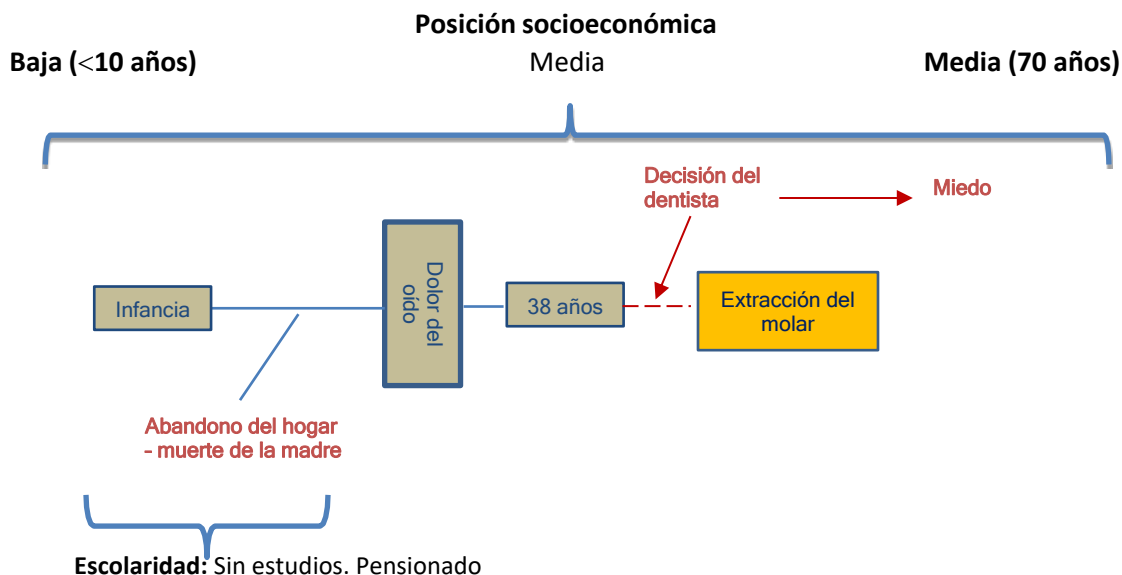 Posición socioeconómica
Baja (<10 años) Media Media (70 años)
Decisión del
dentista
Miedo
Dolor del
oído
Infancia
38 años
Extracción del
molar
Abandono del hogar
- muerte de la madre
Escolaridad: Sin estudios. Pensionado